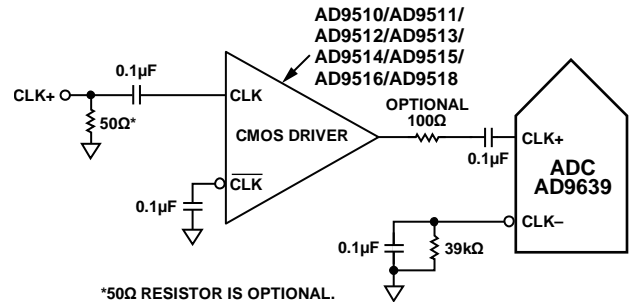 AD9510/AD9511/
AD9512/AD9513/
AD9514/AD9515/
AD9516/AD9518
0.1µF
CLK+
CLK
50Ω*
CMOS DRIVER
CLK
0.1µF
OPTIONAL
100Ω
0.1µF
CLK+
ADC
AD9639
CLK–
0.1µF
39kΩ
*50Ω RESISTOR IS OPTIONAL.